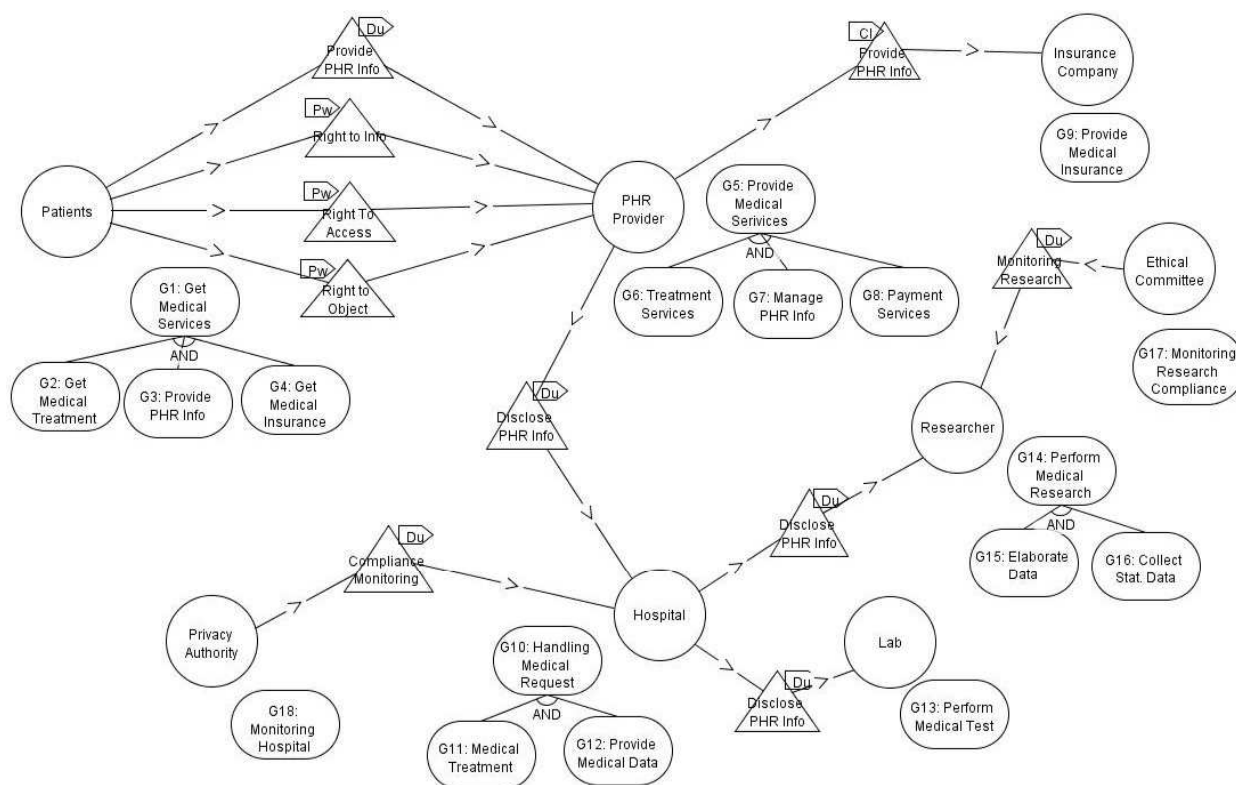 Du
Provide
PHR Info
Pw
Right to Info
Pw
Right To
Access
Pw
Right to
Object
Patients
G1: Get
Medical
Services
AND
G2: Get
Medical
Treatment
G3: Provide
PHR Info
G4: Get
Medical
Insurance
PHR
Provider
Cl
Provide
PHR Info
Insurance
Company
G9: Provide
Medical
Insurance
G5: Provide
Medical
Serivices
AND
G6: Treatment
Services
G7: Manage
PHR Info
G8: Payment
Services
Du
Monitoring
Research
Ethical
Committee
G17: Monitoring
Research
Compliance
Du
Disclose
PHR Info
Researcher
G14: Perform
Medical
Research
AND
G15: Elaborate
Data
G16: Collect
Stat. Data
Du
Disclose
PHR Info
Du
Compliance
Monitoring
Privacy
Authority
G18:
Monitoring
Hospital
Hospital
G10: Handling
Medical
Request
AND
G11: Medical
Treatment
G12: Provide
Medical Data
Du
Disclose
PHR Info
Lab
G13: Perform
Medical Test